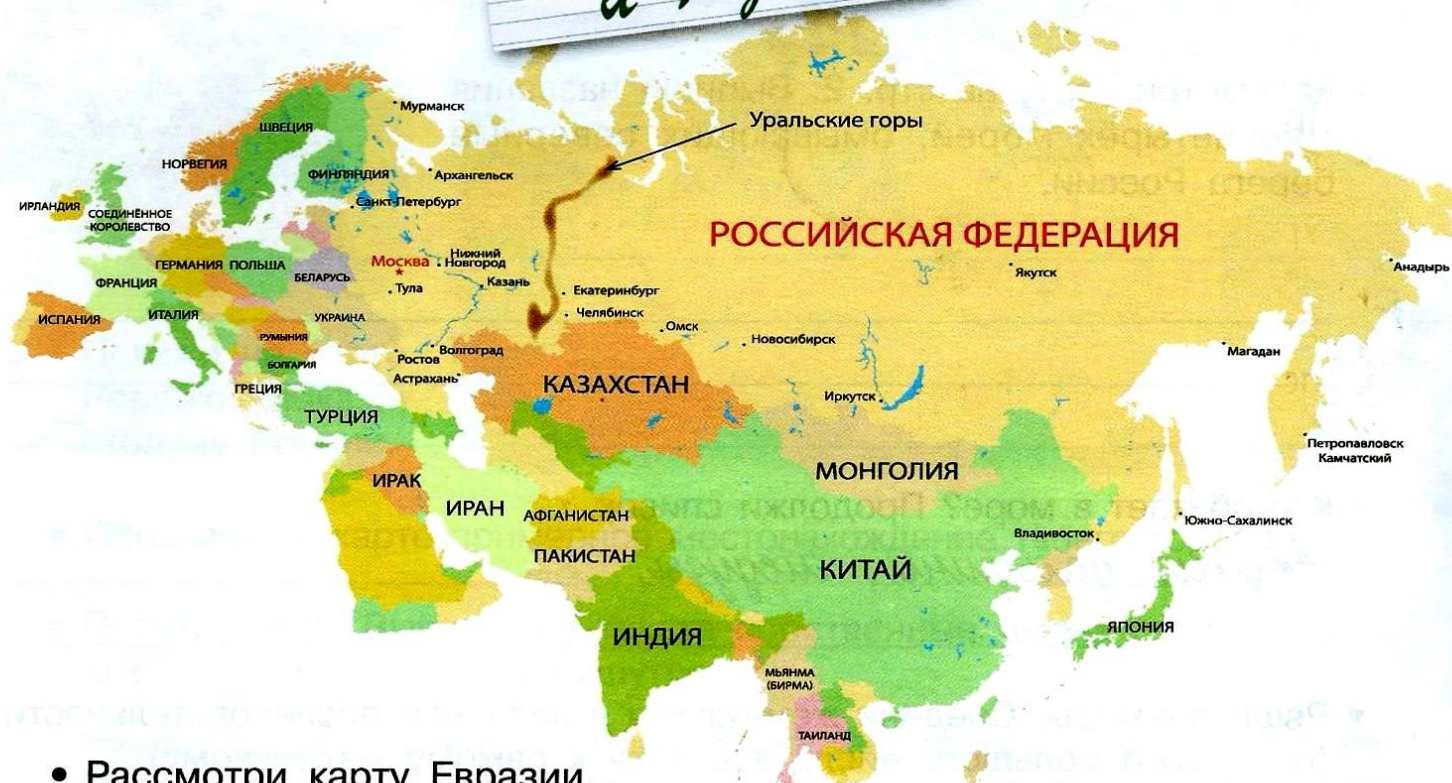 Уральские горы
Мурманск
ШВЕЦИЯ
НОРВЕГИЯ
ФИНЛЯНДИЯ
Архангельск
ИРЛАНДИЯ
СОЕДИНЁННОЕ
КОРОЛЕВСТВО
Санкт-Петербург
РОССИЙСКАЯ ФЕДЕРАЦИЯ
Москва
Нижний
Новгород
ГЕРМАНИЯ
ПОЛЬША
БЕЛАРУСЬ
Якутск
Анадырь
ФРАНЦИЯ
Тула
Казань
Екатеринбург
ИСПАНИЯ
ИТАЛИЯ
УКРАИНА
Челябинск
Омск
Новосибирск
РУМЫНИЯ
Ростов
Волгоград
Магадан
БОЛГАРИЯ
Астрахань
ГРЕЦИЯ
КАЗАХСТАН
Иркутск
ТУРЦИЯ
Петропавловск
Камчатский
МОНГОЛИЯ
ИРАК
ИРАН
АФГАНИСТАН
Южно-Сахалинск
Владивосток
ПАКИСТАН
КИТАЙ
ИНДИЯ
ЯПОНИЯ
МЬЯНМА
(БИРМА)
ТАИЛАНД
• Рассмотри карту Евразии